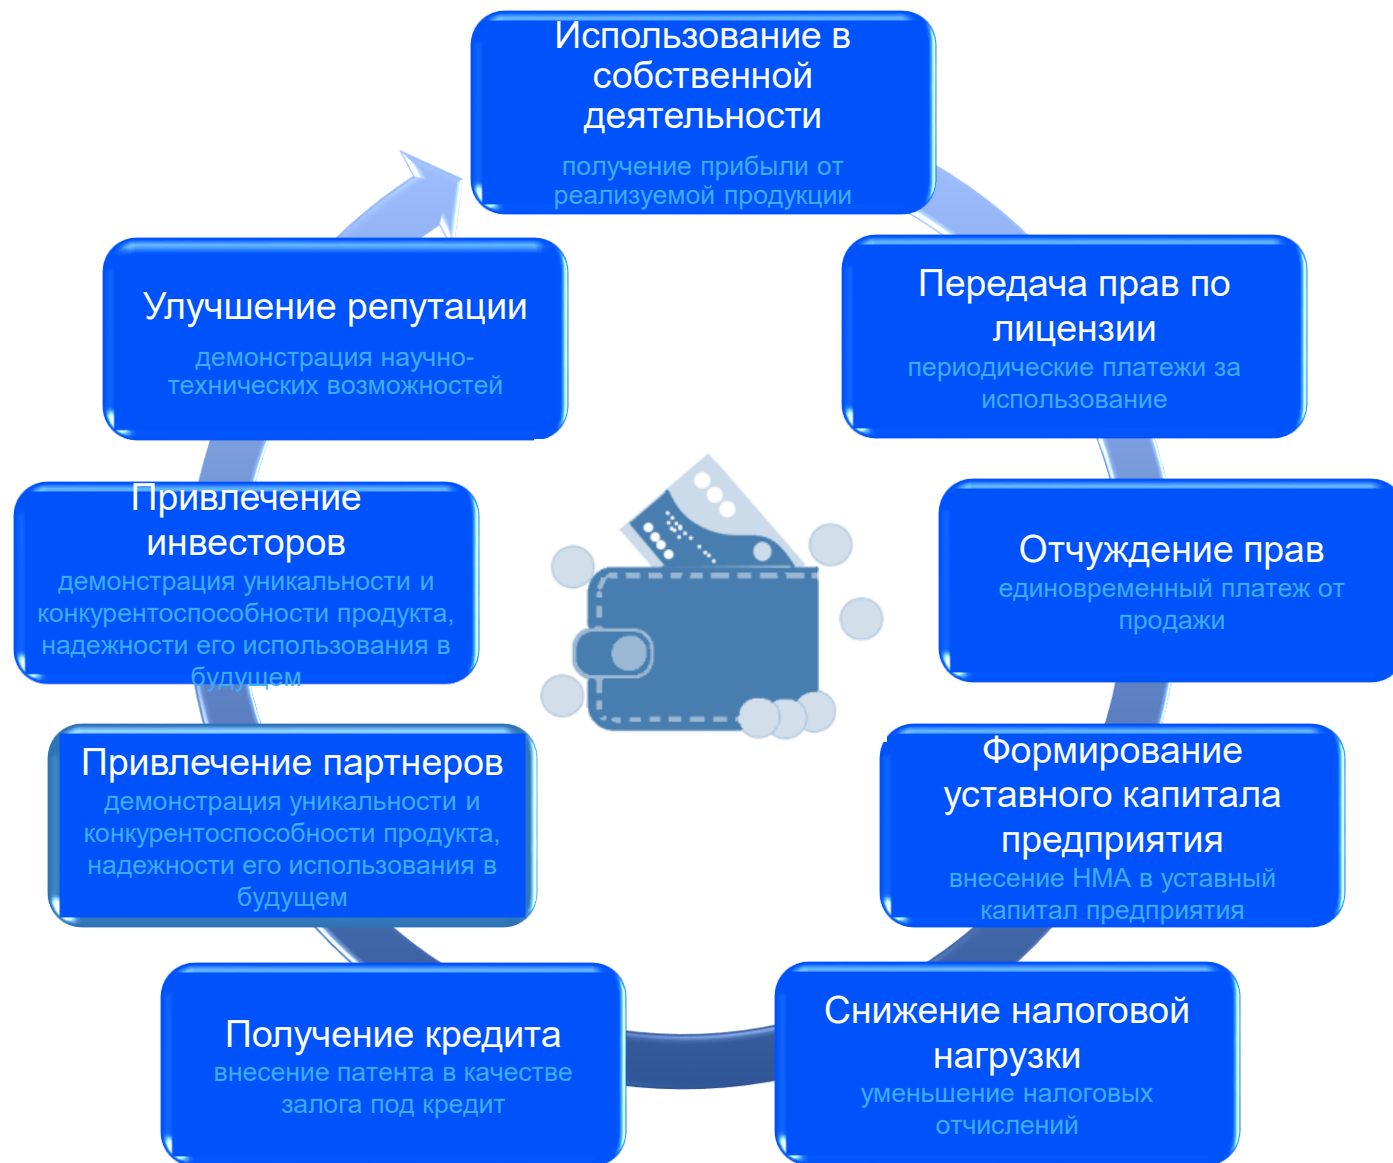 Использование в
собственной
деятельности
получение прибыли от
реализуемой продукции
Передача прав по
лицензии
периодические платежи за
использование
Отчуждение прав
единовременный платеж от
продажи
Формирование
уставного капитала
предприятия
внесение НМА в уставный
капитал предприятия
Снижение налоговой
нагрузки
уменьшение налоговых
отчислений
Получение кредита
внесение патента в качестве
залога под кредит
Привлечение партнеров
демонстрация уникальности и
конкурентоспособности продукта,
надежности его использования в
будущем
Привлечение
инвесторов
демонстрация уникальности и
конкурентоспособности продукта,
надежности его использования в
будущем
Улучшение репутации
демонстрация научно-
технических возможностей